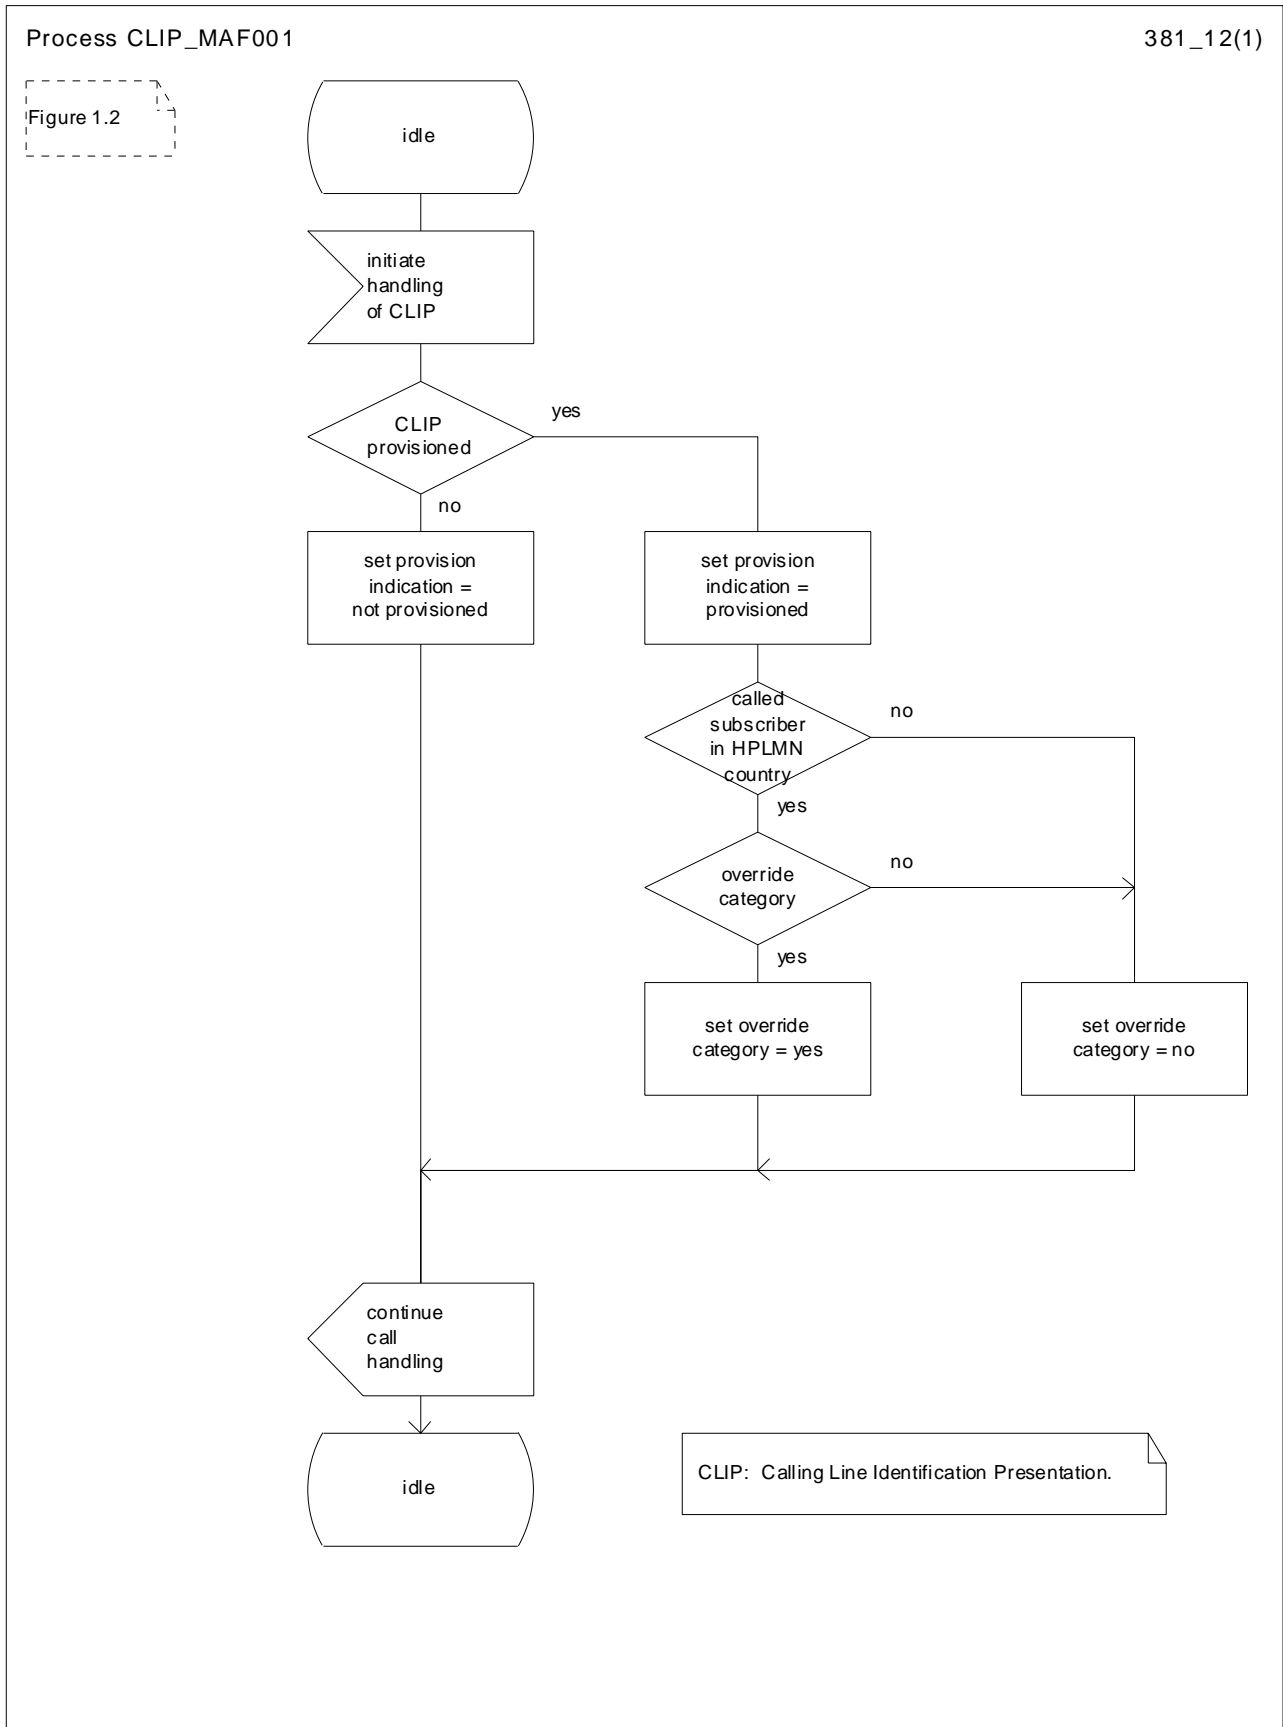 Process CLIP_MAF001
381_12(1)
Figure 1.2
idle
initiate
handling
of CLIP
CLIP
provisioned
yes
no
set provision
indication =
not provisioned
set provision
indication =
provisioned
called
subscriber
in HPLMN
country
no
yes
override
category
no
yes
set override
category = yes
set override
category = no
continue
call
handling
idle
CLIP: Calling Line Identification Presentation.